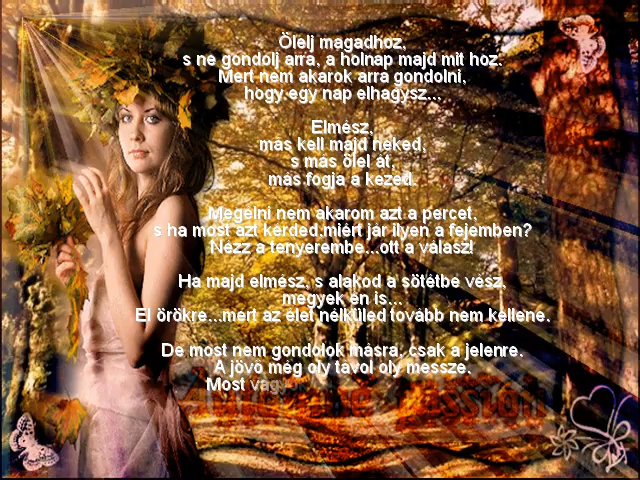 Ölelj magadhoz,
s ne gondolj arra, a holnap majd mit hoz.
Mert nem akarok arra gondolni,
hogy egy nap elhagysz...
Elmész,
más kell majd neked,
s más ölel át,
más fogja a kezed.
Megélni nem akarom azt a percet,
s ha most azt kérded,miért jár ilyen a fejemben?
Nézz a tenyerembe...ott a válasz!
Ha majd elmész, s alakod a sötétbe vész,
megyek én is...
El örökre...mert az élet nélküled tovább nem kellene.
De most nem gondolok másra, csak a jelenre.
A jövö még oly távol oly messze.
Most